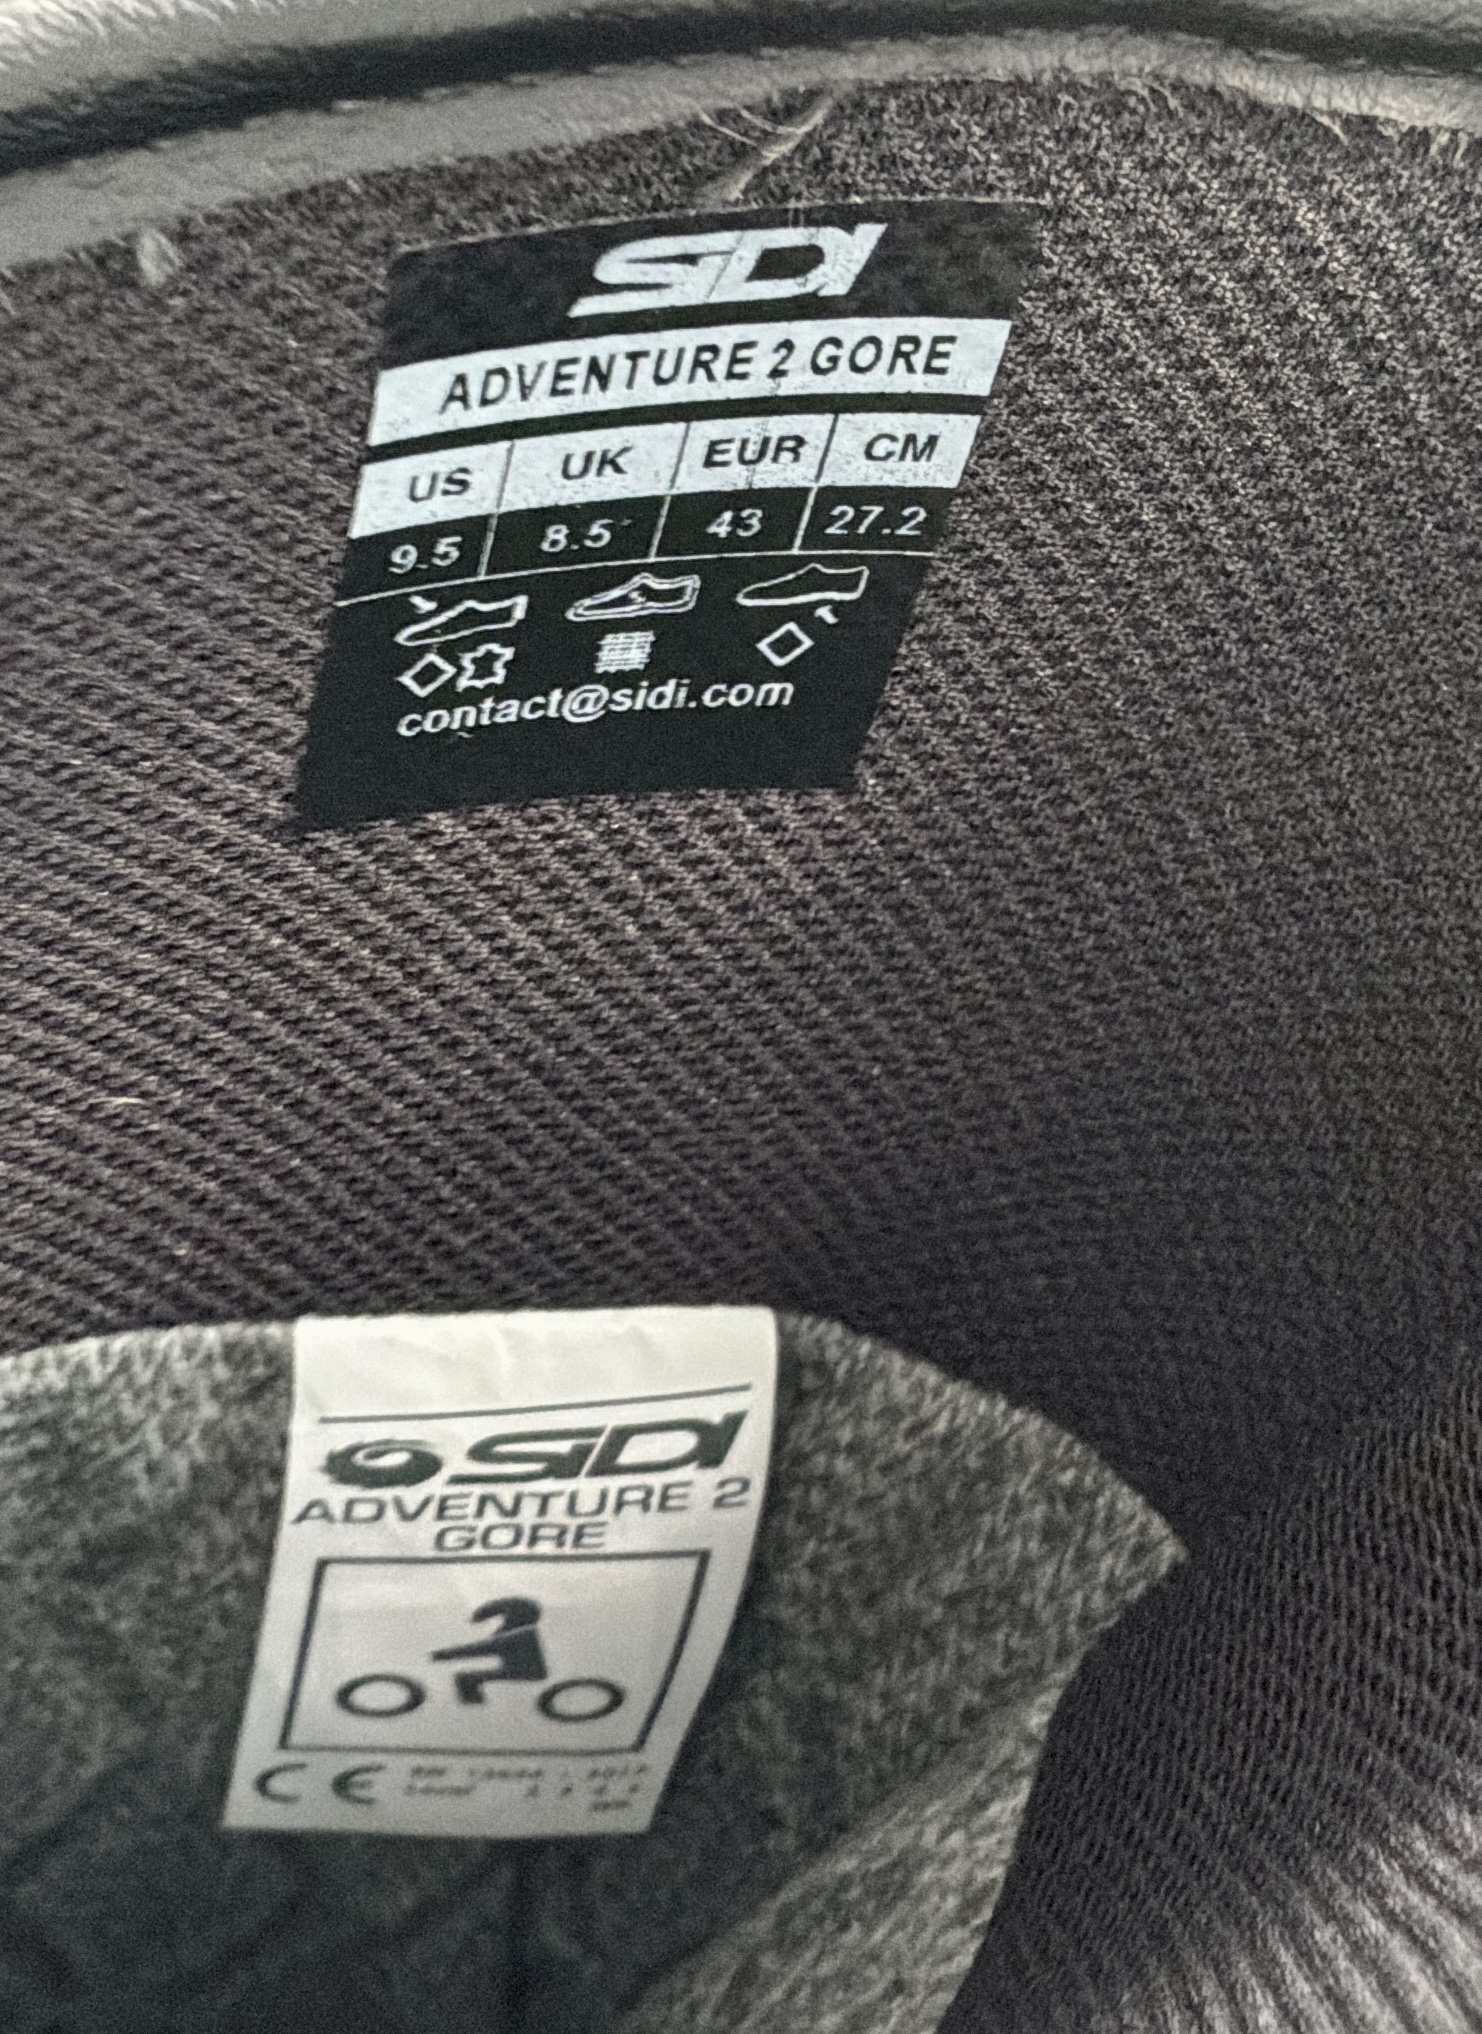 SIDI
ADVENTURE 2 GORE
US UK EUR CM
9.5 8.5 43 27.2
contact@sidi.com
SIDI
ADVENTURE 2
GORE
CE